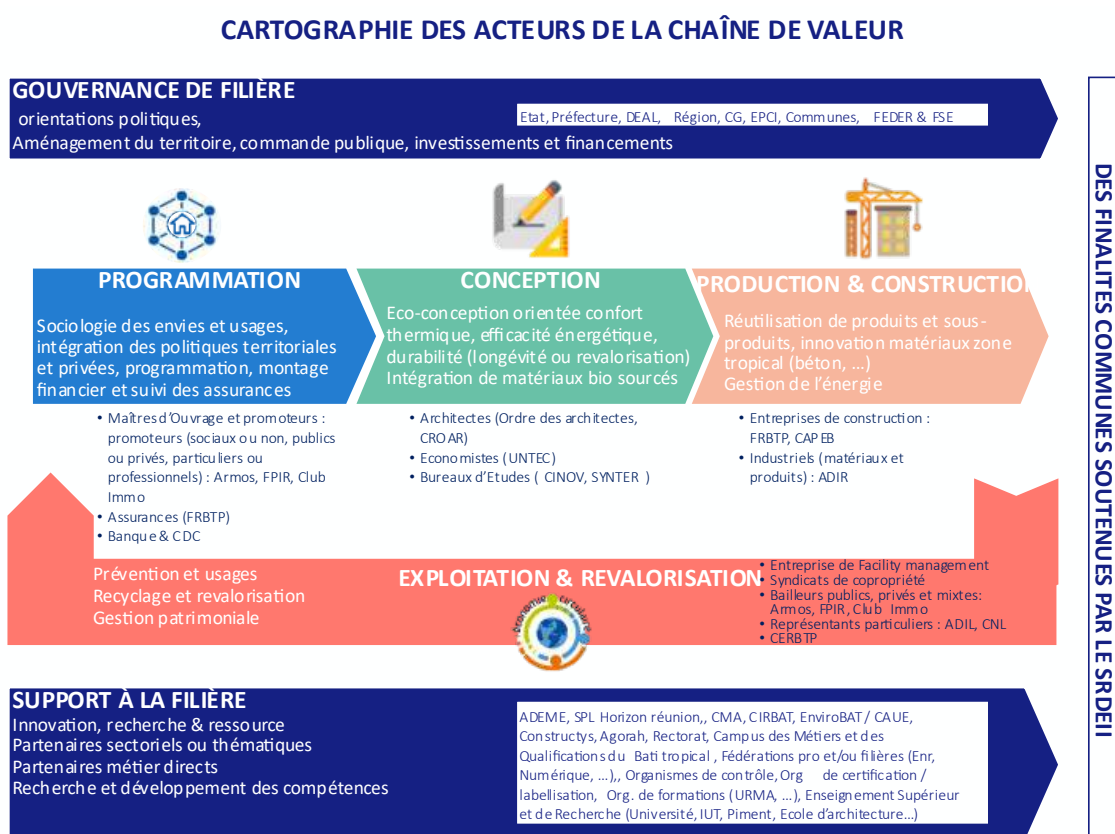 CARTOGRAPHIE DES ACTEURS DE LA CHAÎNE DE VALEUR
GOUVERNANCE DE FILIÈRE
orientations politiques,
Aménagement du territoire, commande publique, investissements et financements
Etat, Préfecture, DEAL, Région, CG, EPCI, Communes, FEDER & FSE
PROGRAMMATION
Sociologie des envies et usages,
intégration des politiques territoriales
et privées, programmation, montage
financier et suivi des assurances
• Maîtres d'Ouvrage et promoteurs :
promoteurs (sociaux ou non, publics
ou privés, particuliers ou
professionnels) : Armos, FPIR, Club
Immo
• Assurances (FRBTP)
• Banque & CDC
CONCEPTION
Eco-conception orientée confort
thermique, efficacité énergétique,
durabilité (longévité ou revalorisation)
Intégration de matériaux bio sourcés
• Architectes (Ordre des architectes,
CROAR)
• Economistes (UNTEC)
• Bureaux d'Etudes ( CINOV, SYNTER )
PRODUCTION & CONSTRUCTION
Réutilisation de produits et sous-
produits, innovation matériaux zone
tropical (béton, ...)
Gestion de l'énergie
• Entreprises de construction :
FRBTP, CAPEB
• Industriels (matériaux et
produits) : ADIR
Prévention et usages
Recyclage et revalorisation
Gestion patrimoniale
EXPLOITATION & REVALORISATION
économie circulaire
• Entreprise de Facility management
• Syndicats de copropriété
• Bailleurs publics, privés et mixtes:
Armos, FPIR, Club Immo
• Représentants particuliers : ADIL, CNL
• CERBTP
SUPPORT À LA FILIÈRE
Innovation, recherche & ressource
Partenaires sectoriels ou thématiques
Partenaires métier directs
Recherche et développement des compétences
ADEME, SPL Horizon réunion,, CMA, CIRBAT, EnviroBAT/ CAUE,
Constructys, Agorah, Rectorat, Campus des Métiers et des
Qualifications du Bati tropical , Fédérations pro et/ou filières (Enr,
Numérique, ...),, Organismes de contrôle, Org de certification /
labellisation, Org. de formations (URMA, ...), Enseignement Supérieur
et de Recherche (Université, IUT, Piment, Ecole d'architecture...)
DES FINALITES COMMUNES SOUTENUES PAR LE SRDEII